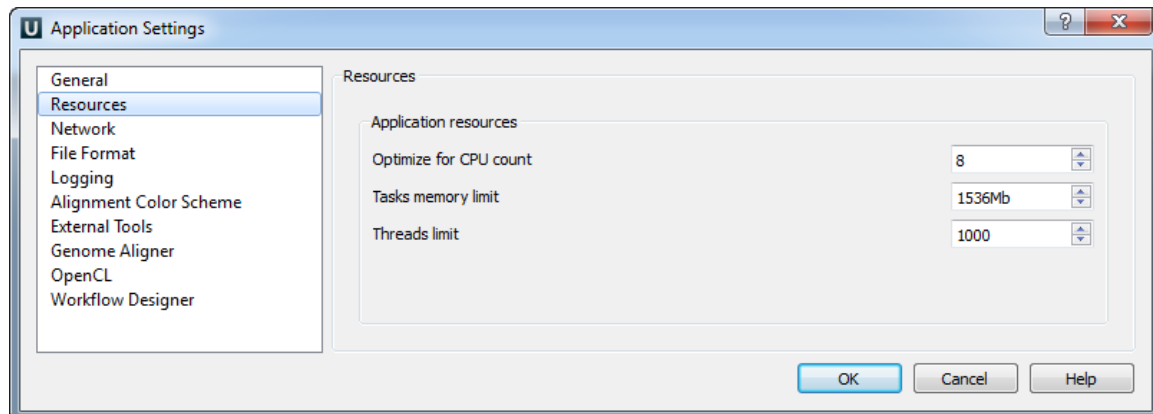 U Application Settings
?
X
General
Resources
Network
File Format
Logging
Alignment Color Scheme
External Tools
Genome Aligner
OpenCL
Workflow Designer
Resources
Application resources
Optimize for CPU count 8
Tasks memory limit 1536Mb
Threads limit 1000
OK Cancel Help